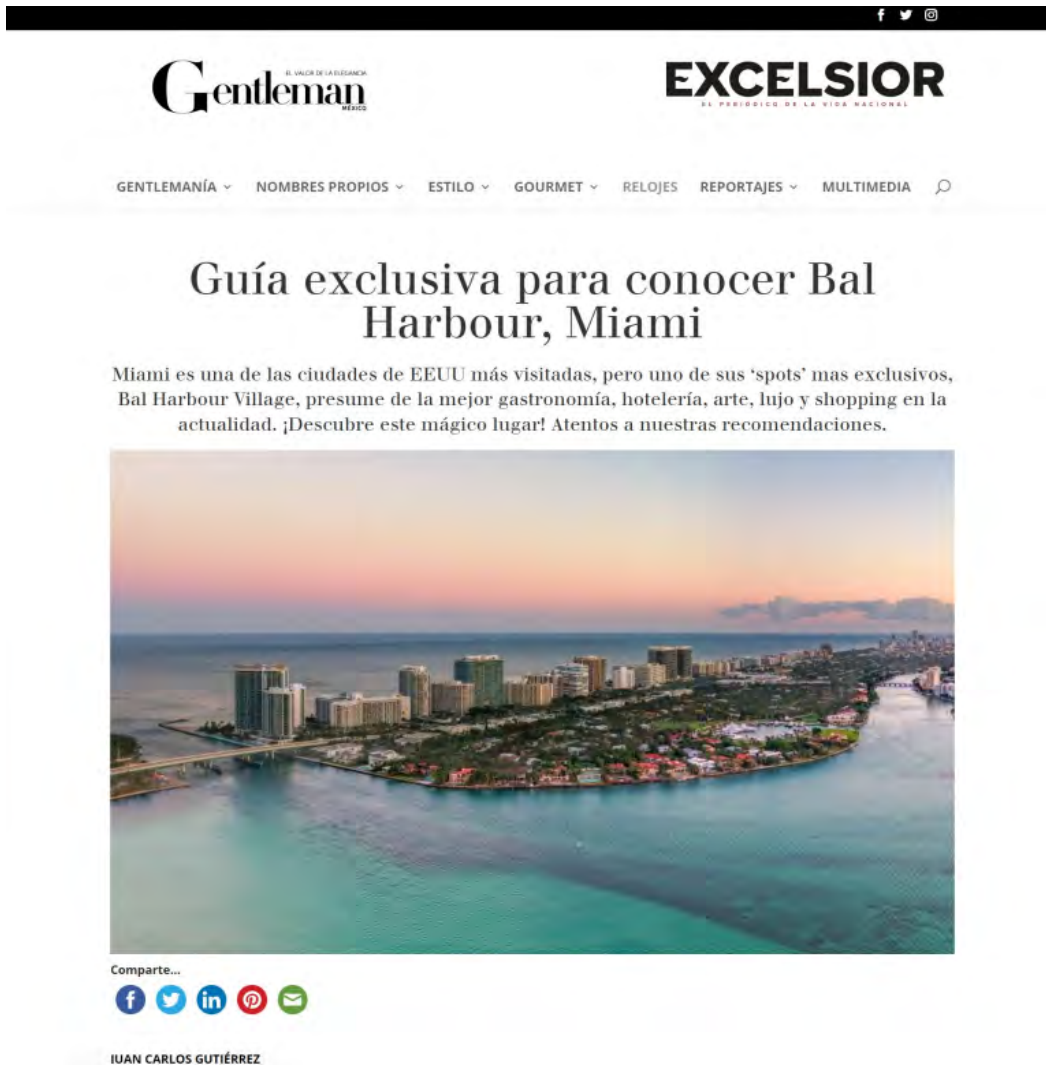 EL VALOR DE LA ELEGANCIA
Gentleman
MÉXICO
EXCELSIOR
EL PERIÓDICO DE LA VIDA NACIONAL
GENTLEMANÍA NOMBRES PROPIOS ESTILO GOURMET RELOJES REPORTAJES MULTIMEDIA
Guía exclusiva para conocer Bal
Harbour, Miami
Miami es una de las ciudades de EEUU más visitadas, pero uno de sus ‘spots’ mas exclusivos,
Bal Harbour Village, presume de la mejor gastronomía, hotelería, arte, lujo y shopping en la
actualidad. ¡Descubre este mágico lugar! Atentos a nuestras recomendaciones.
Comparte...
JUAN CARLOS GUTIÉRREZ